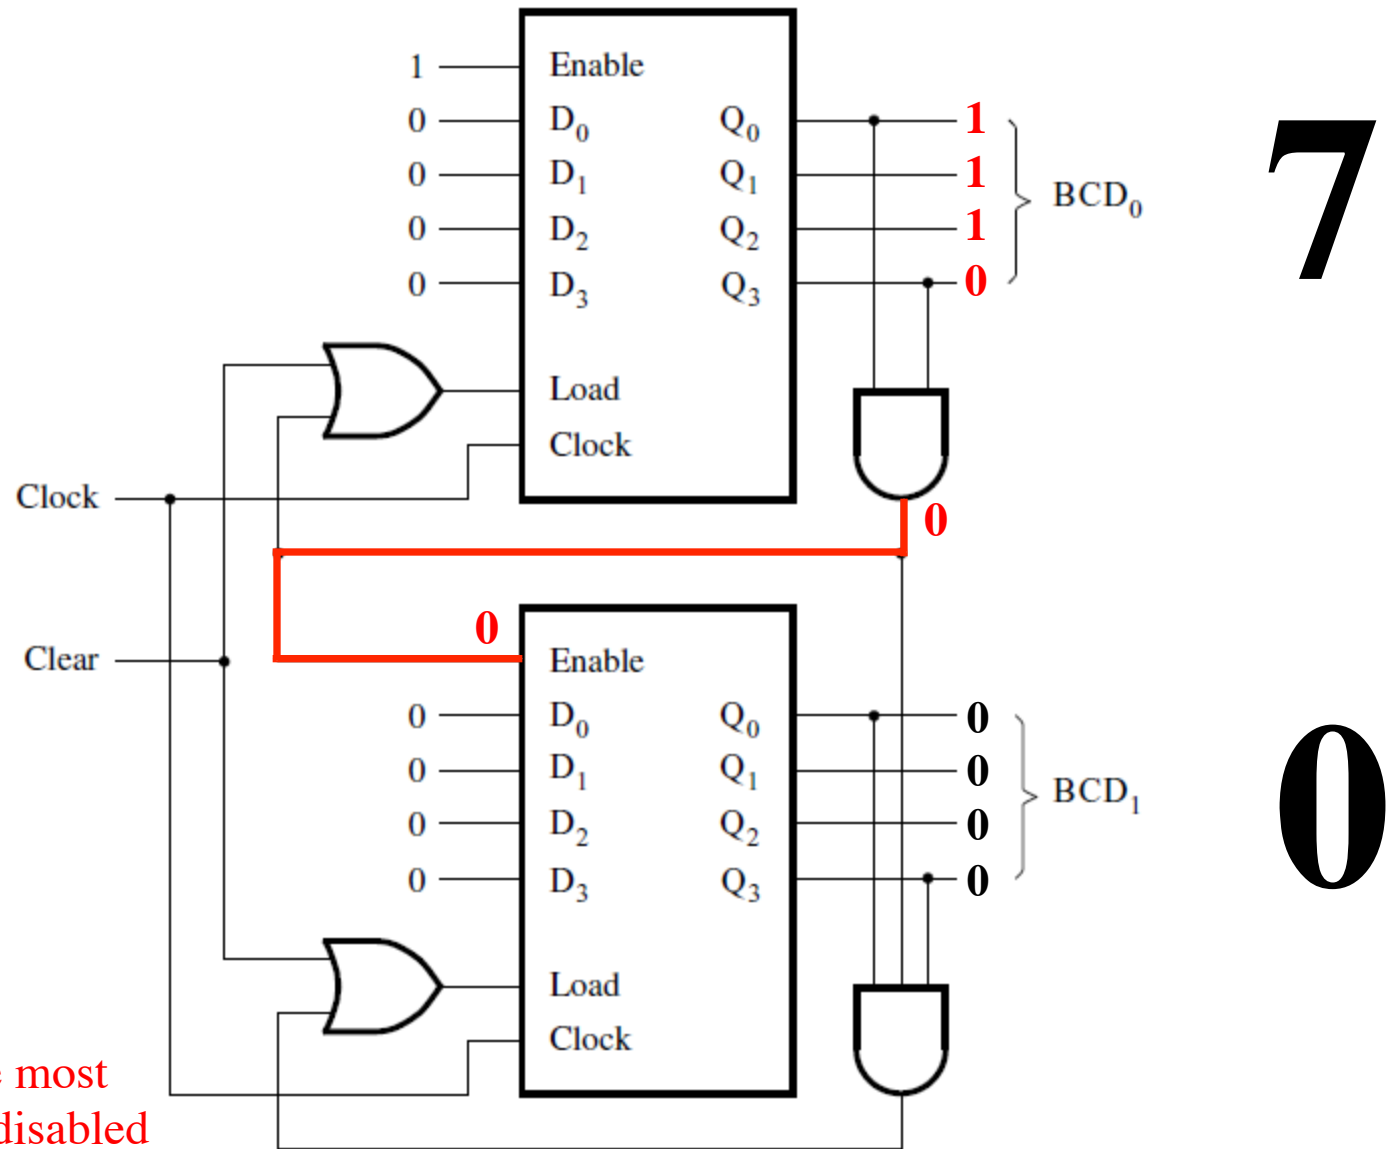 1 Enable
0 D0 Q0 1
0 D1 Q1 1
0 D2 Q2 1
0 D3 Q3 0
BCD0
7
Load
Clock
Clock
0
0
Clear
Enable
0 D0 Q0 0
0 D1 Q1 0
0 D2 Q2 0
0 D3 Q3 0
BCD1
0
Load
Clock
most
disabled